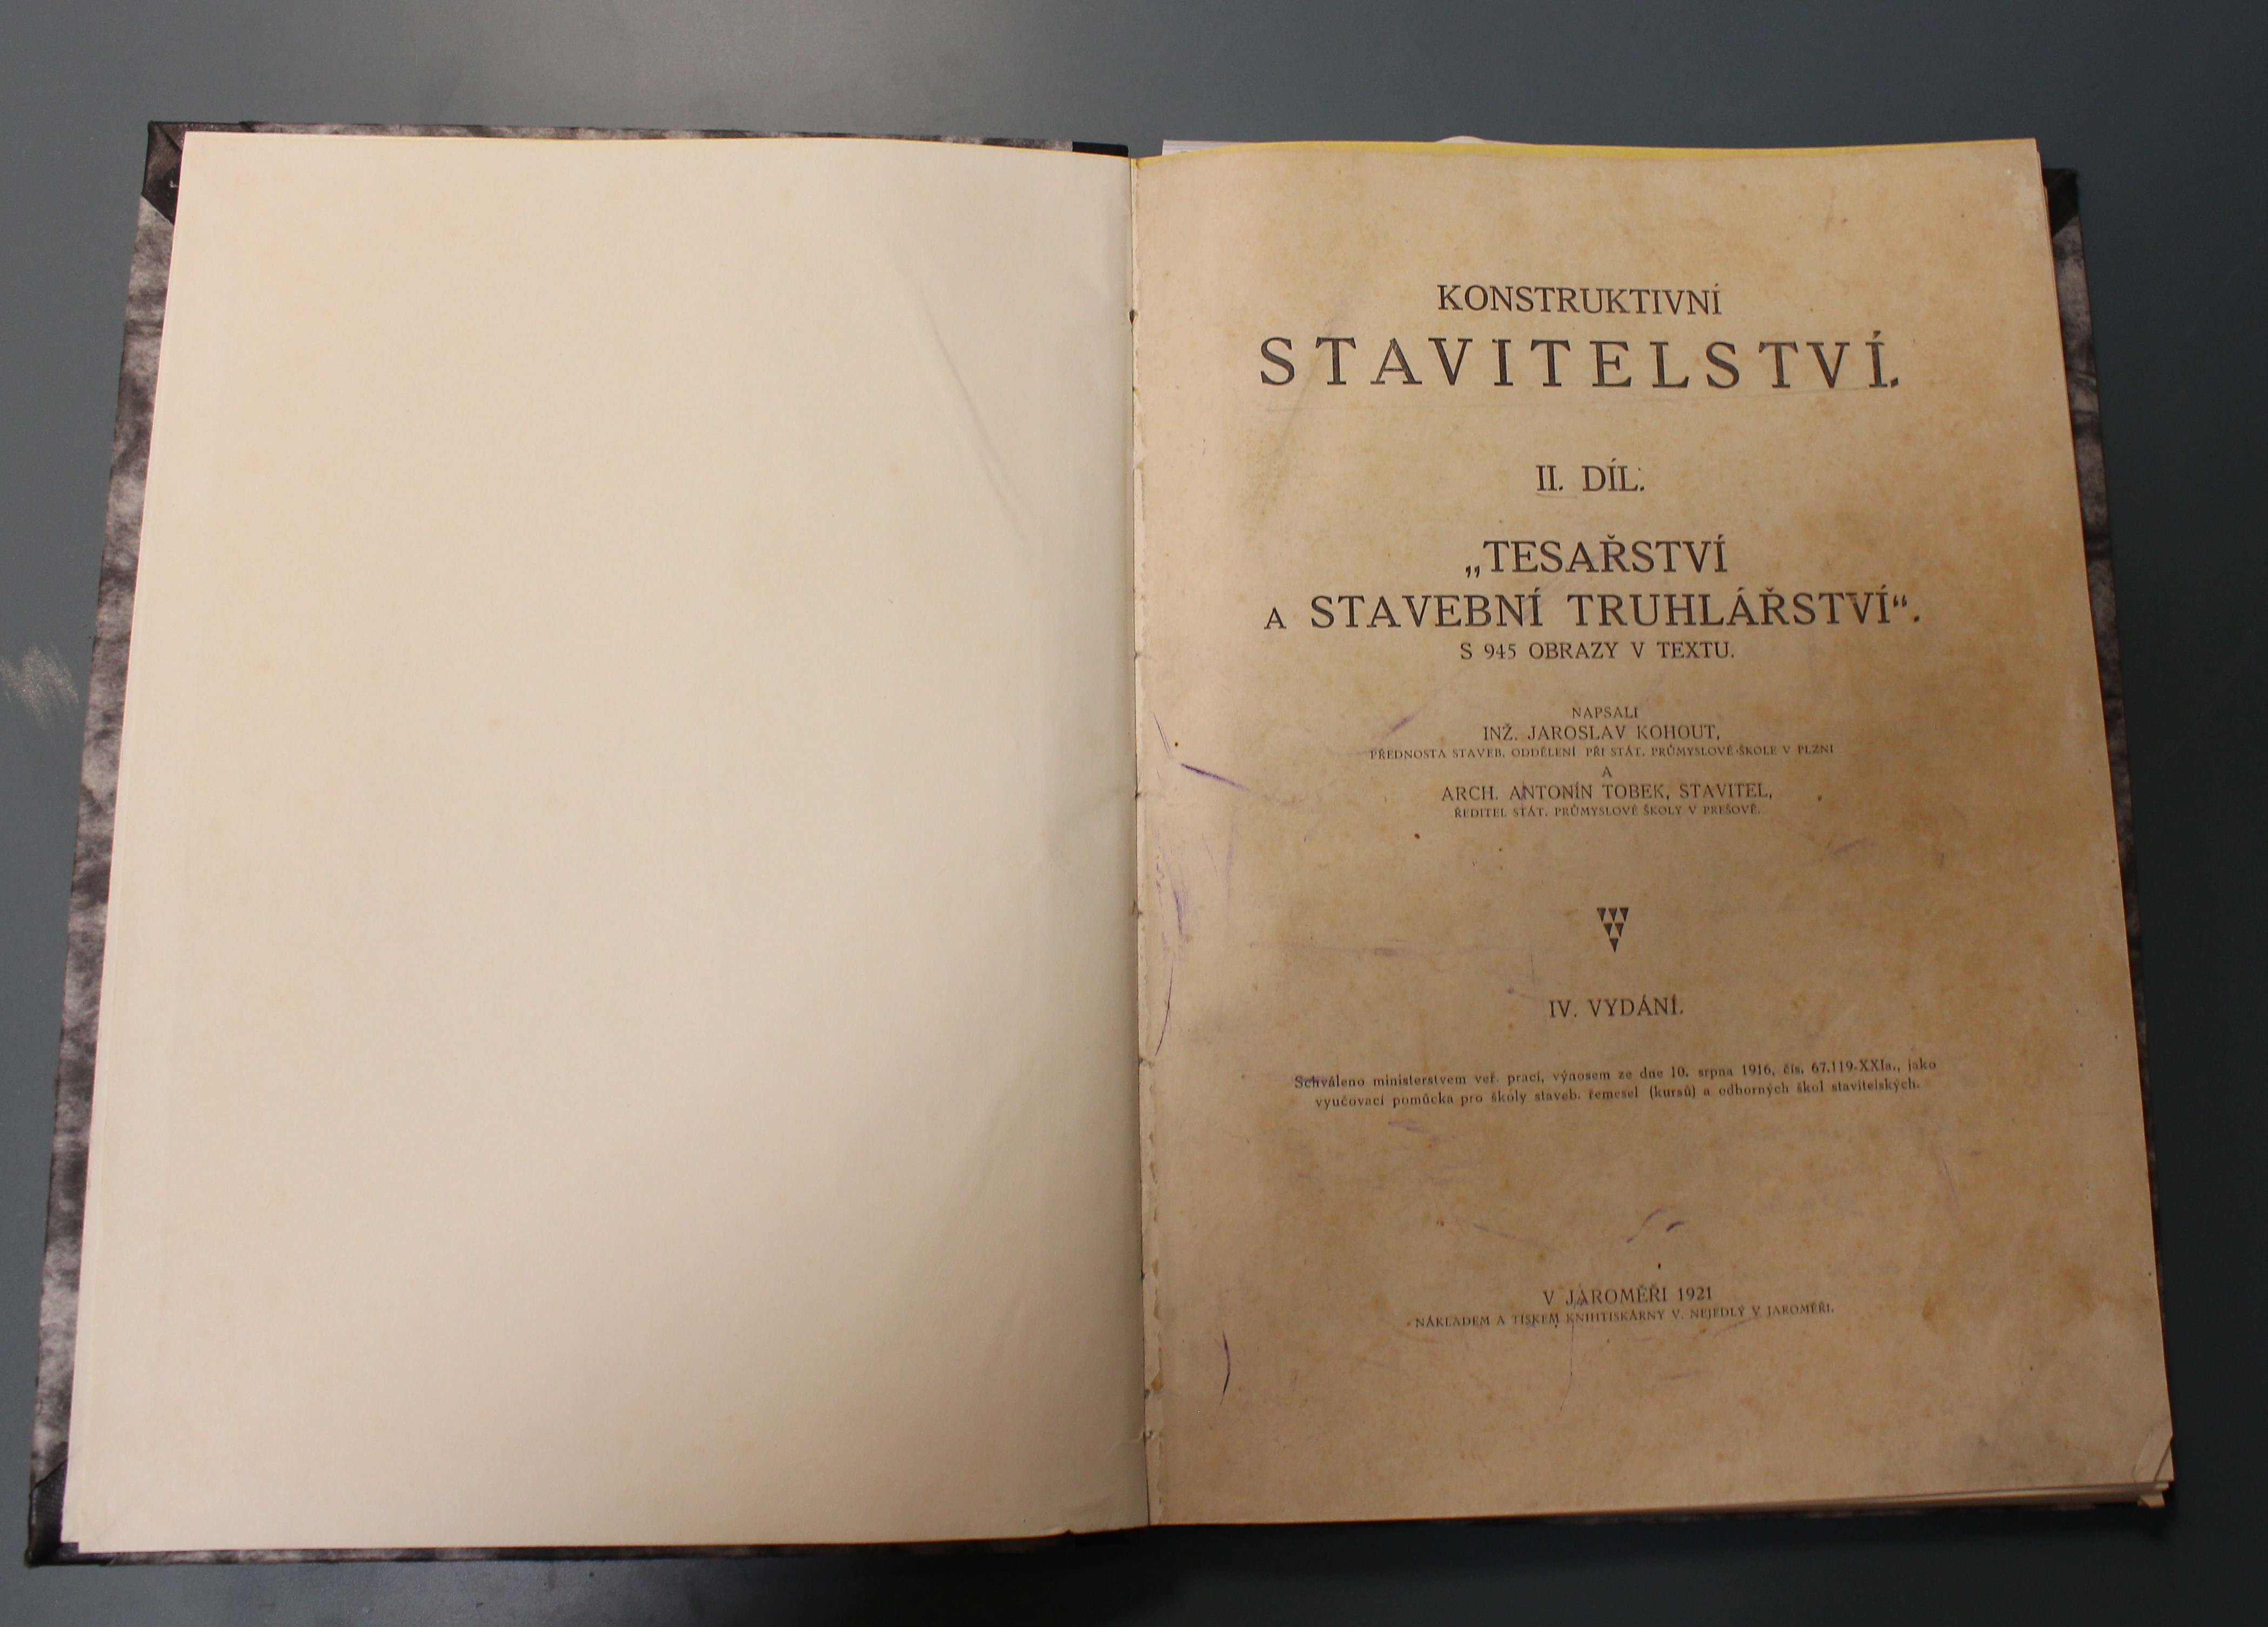 KONSTRUKTIVNÍ
STAVITELSTVÍ.
II. DÍL.
„TESAŘSTVÍ
A STAVEBNÍ TRUHLÁŘSTVÍ“.
S 945 OBRAZY V TEXTU.
NAPSALI
INŽ. JAROSLAV KOHOUT,
PŘEDNOSTA STAVEB. ODDĚLENÍ PŘI STÁT. PRŮMYSLOVÉ ŠKOLE V PLZNI
A
ARCH. ANTONÍN TOBEK, STAVITEL,
ŘEDITEL STÁT. PRŮMYSLOVÉ ŠKOLY V PREŠOVĚ.
IV. VYDÁNÍ.
Schváleno ministerstvem veř. prací, výnosem ze dne 10. srpna 1916, čís. 67.119-XXIa., jako
vyučovací pomůcka pro školy staveb. řemesel (kursů) a odborných škol stavitelských.
V JAROMĚŘI 1921
NÁKLADEM A TISKEM KNIHTISKÁRNY V. NEJEDLÝ V JAROMĚŘI.